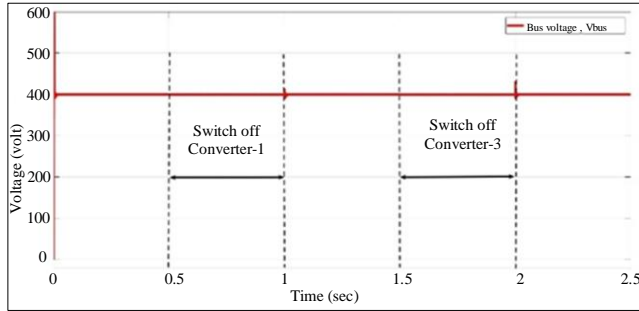 600
500
400
300
200
100
0
Voltage (volt)
Bus voltage , Vbus
Switch off
Converter-1
Switch off
Converter-3
0 0.5 1 1.5 2 2.5
Time (sec)